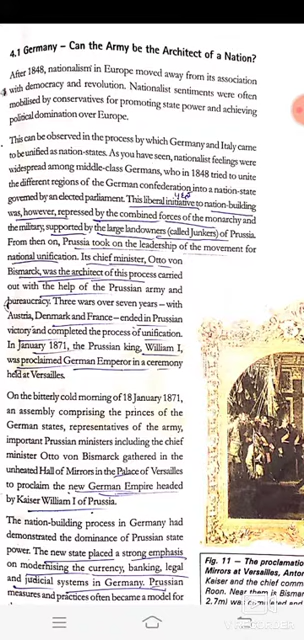 4.1 Germany – Can the Army be the Architect of a Nation?
After 1848, nationalism in Europe moved away from its association
with democracy and revolution. Nationalist sentiments were often
mobilised by conservatives for promoting state power and achieving
political domination over Europe.
This can be observed in the process by which Germany and Italy came
to be unified as nation-states. As you have seen, nationalist feelings were
widespread among middle-class Germans, who in 1848 tried to unite
the different regions of the German confederation into a nation-state
governed by an elected parliament. This liberal initiative to nation-building
was, however, repressed by the combined forces of the monarchy and
the military, supported by the large landowners (called Junkers) of Prussia.
From then on, Prussia took on the leadership of the movement for
national unification. Its chief minister, Otto von
Bismarck, was the architect of this process carried
out with the help of the Prussian army and
bureaucracy. Three wars over seven years – with
Austria, Denmark and France – ended in Prussian
victory and completed the process of unification.
In January 1871, the Prussian king, William I,
was proclaimed German Emperor in a ceremony
held at Versailles.
On the bitterly cold morning of 18 January 1871,
an assembly comprising the princes of the
German states, representatives of the army,
important Prussian ministers including the chief
minister Otto von Bismarck gathered in the
unheated Hall of Mirrors in the Palace of Versailles
to proclaim the new German Empire headed
by Kaiser William I of Prussia.
The nation-building process in Germany had
demonstrated the dominance of Prussian state
power. The new state placed a strong emphasis
on modernising the currency, banking, legal
and judicial systems in Germany. Prussian
measures and practices often became a model for
Fig. 11 — The proclamation
Mirrors at Versailles, Anton
Kaiser and the chief comm
Roon. Near them is Bismar
2.7m) was